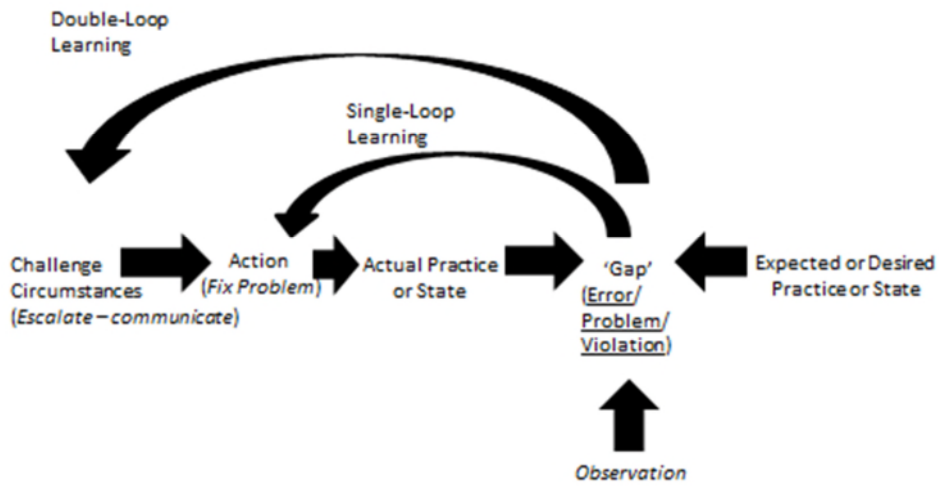 Double-Loop
Learning
Single-Loop
Learning
Challenge
Circumstances
(Escalate – communicate)
Action
(Fix Problem)
Actual Practice
or State
‘Gap’
(Error/
Problem/
Violation)
Expected or Desired
Practice or State
Observation